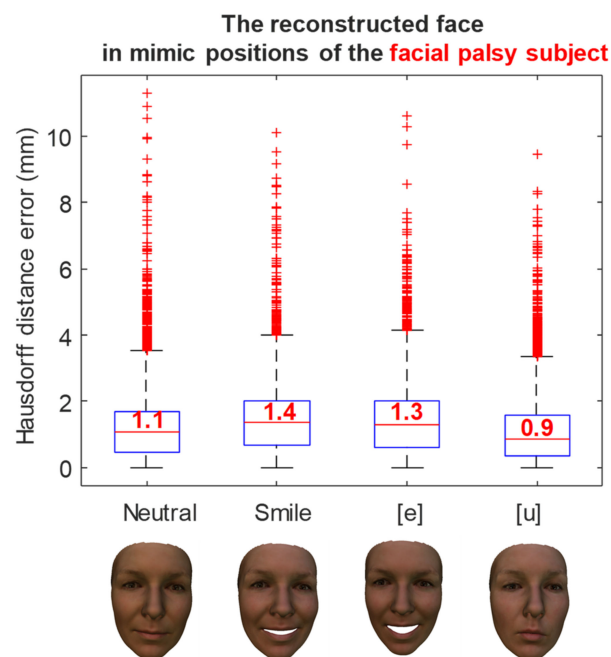 The reconstructed face
in mimic positions of the facial palsy subject
Hausdorff distance error (mm)
10
8
6
4
2
0
1.1
1.4
1.3
0.9
Neutral Smile [e] [u]